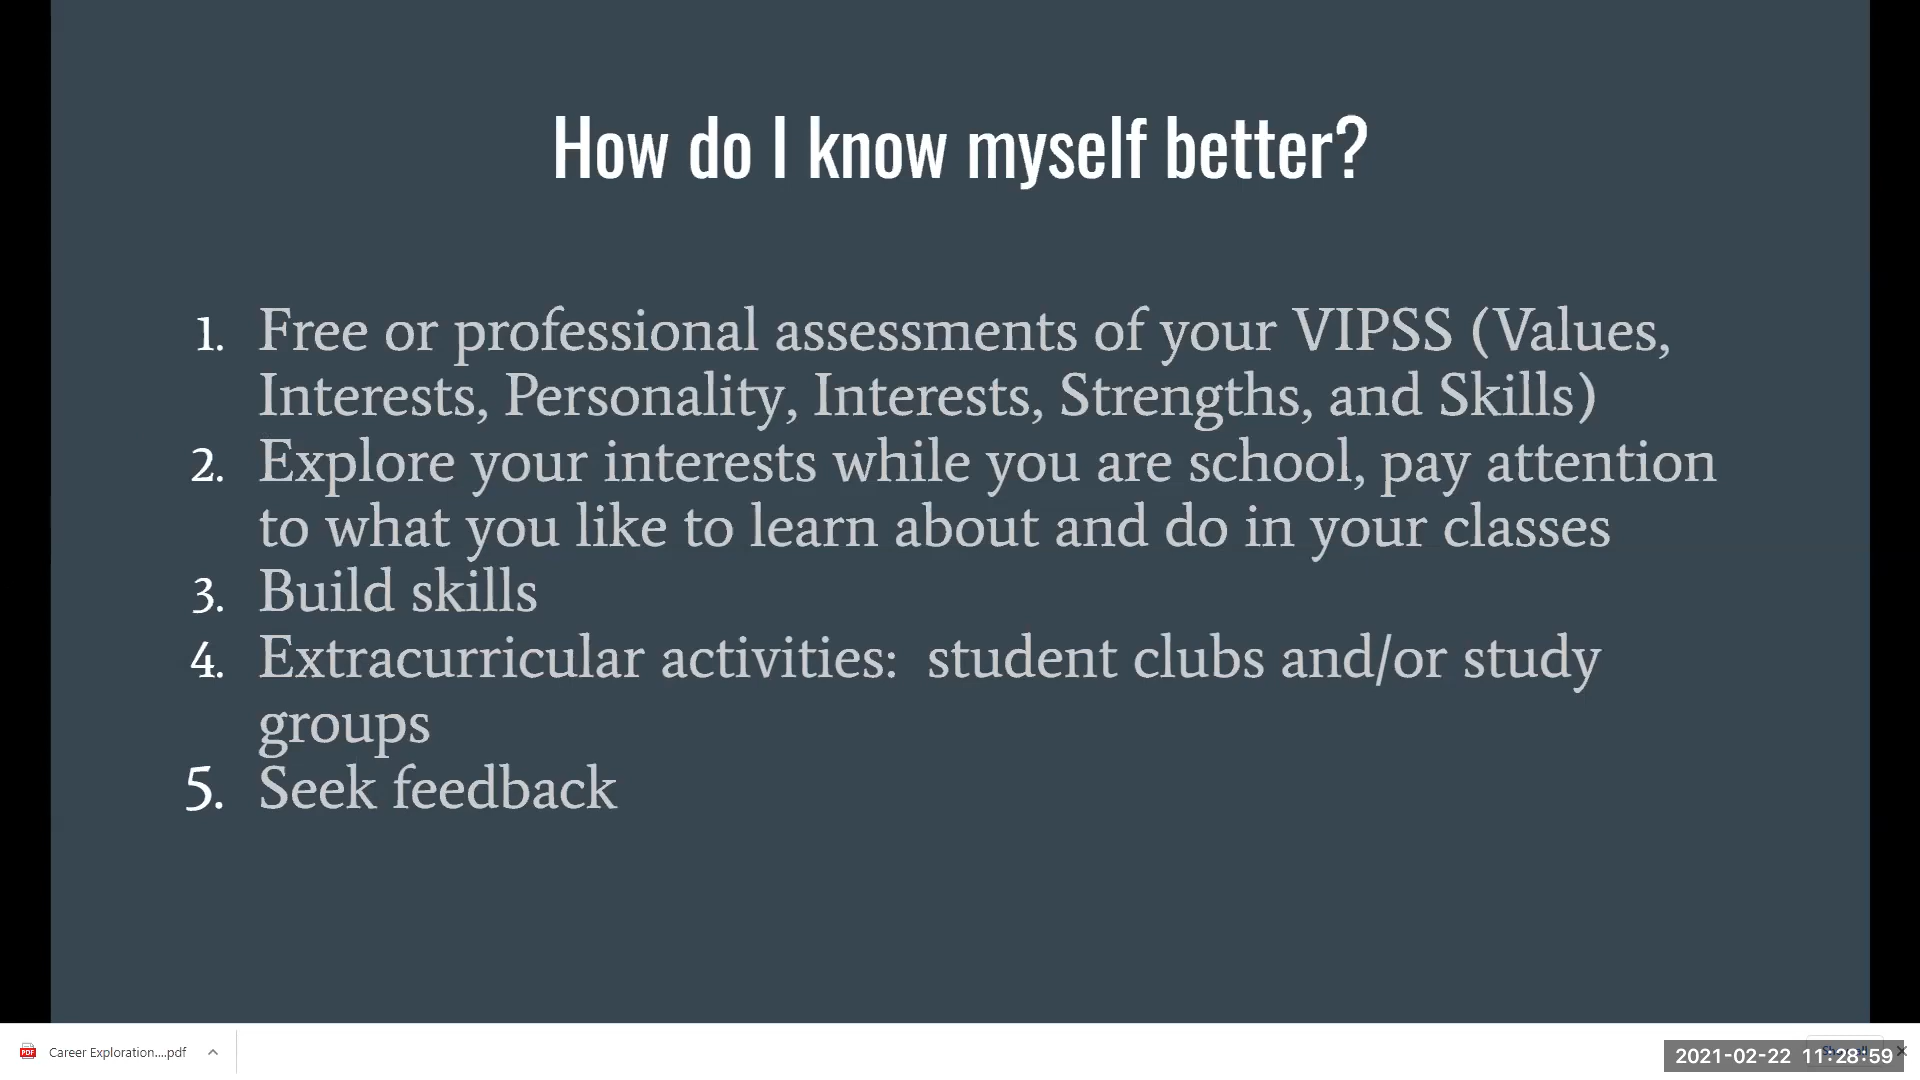 How do I know myself better?
1. Free or professional assessments of your VIPSS (Values,
Interests, Personality, Interests, Strengths, and Skills)
2. Explore your interests while you are school, pay attention
to what you like to learn about and do in your classes
3. Build skills
4. Extracurricular activities:  student clubs and/or study
groups
5. Seek feedback
Career Exploration....pdf
2021-02-22 11:28:59